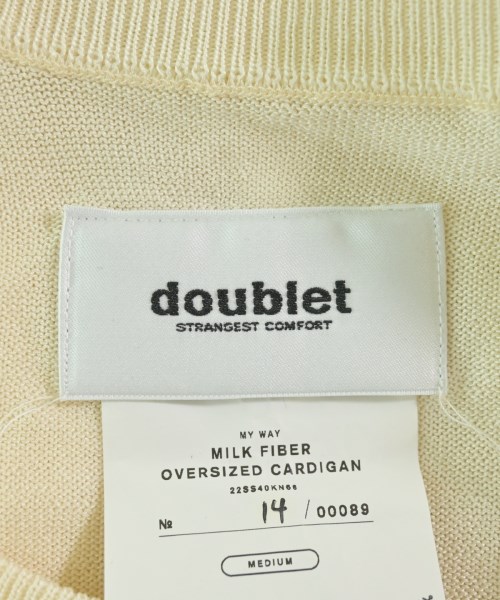 doublet
STRANGEST COMFORT
MY WAY
MILK FIBER
OVERSIZED CARDIGAN
22SS40KN66
№ 14 / 00089
MEDIUM